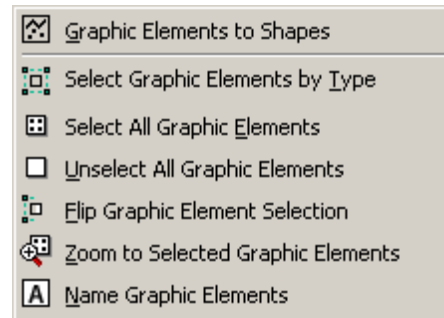 Graphic Elements to Shapes
Select Graphic Elements by Type
Select All Graphic Elements
Unselect All Graphic Elements
Flip Graphic Element Selection
Zoom to Selected Graphic Elements
A Name Graphic Elements